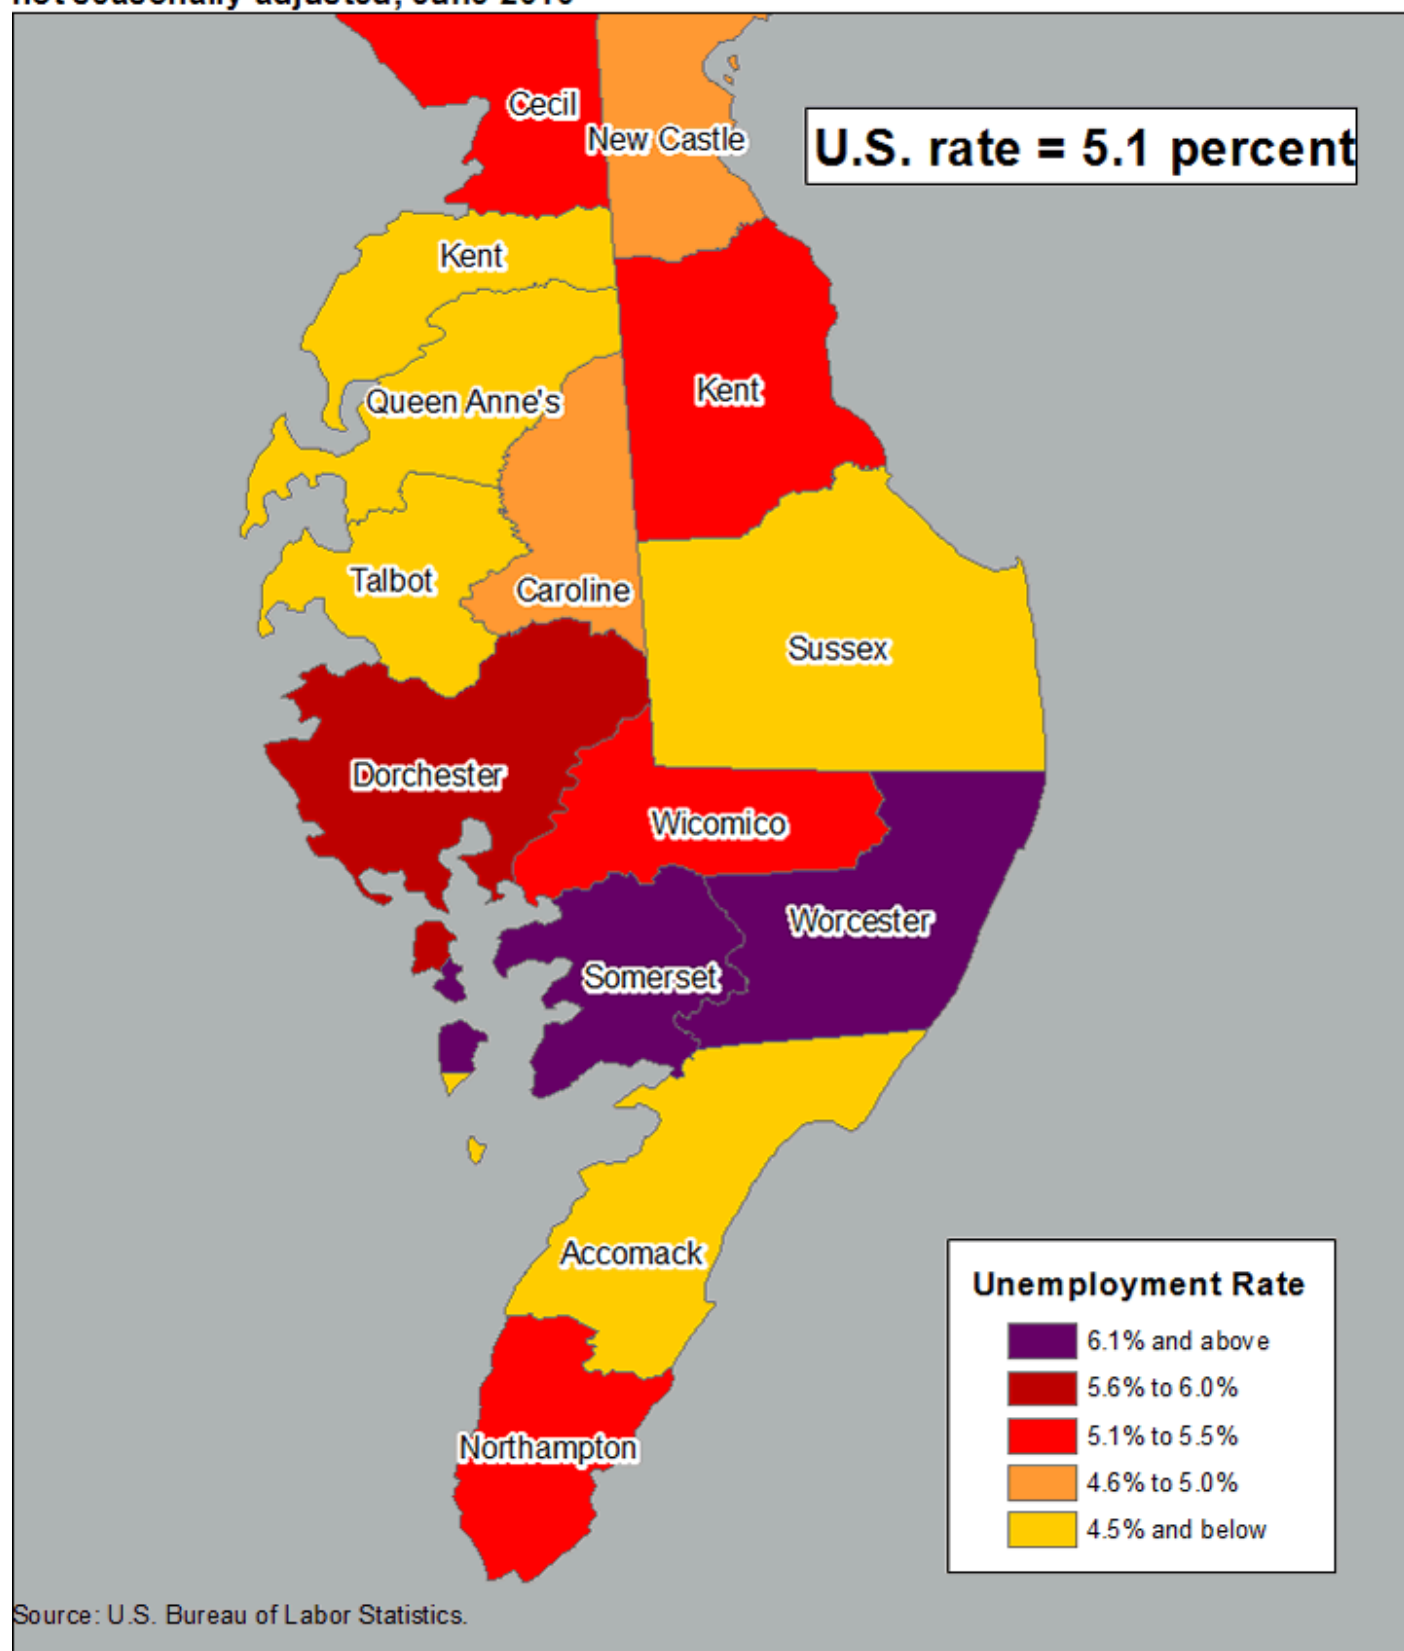 Cecil
New Castle
U.S. rate = 5.1 percent
Kent
Kent
Queen Anne's
Talbot
Caroline
Sussex
Dorchester
Wicomico
Worcester
Somerset
Accomack
Northampton
Unemployment Rate
6.1% and above
5.6% to 6.0%
5.1% to 5.5%
4.6% to 5.0%
4.5% and below
Source: U.S. Bureau of Labor Statistics.